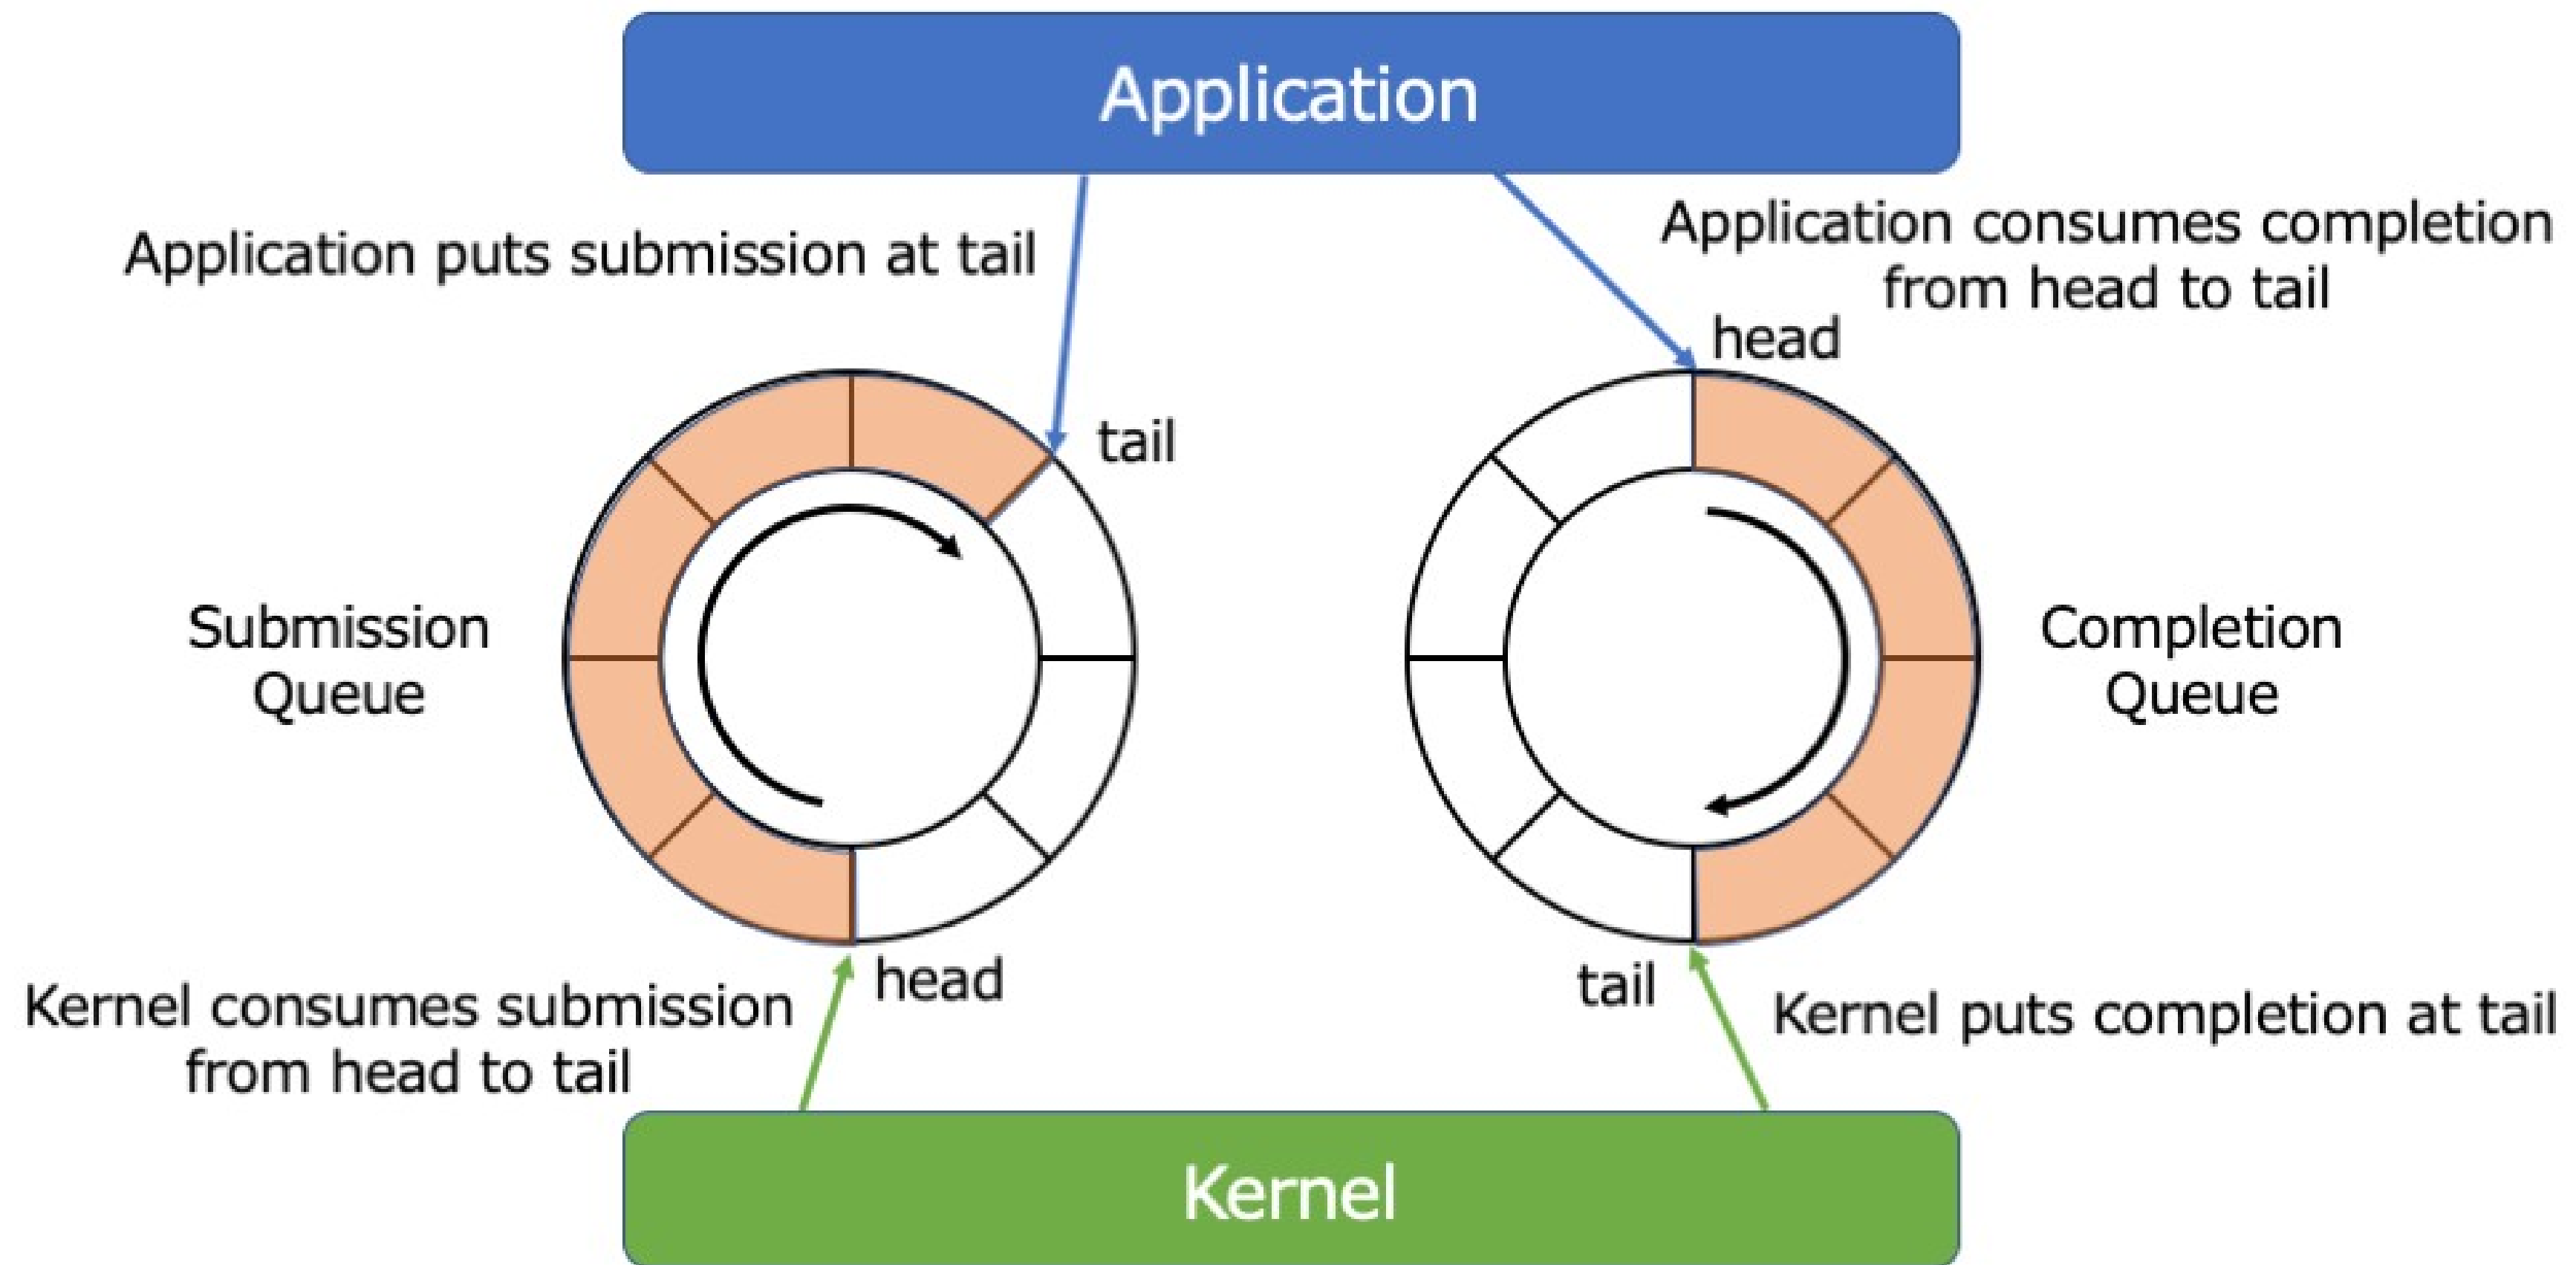 Application
Application puts submission at tail
Application consumes completion
from head to tail
head
tail
Submission
Queue
Completion
Queue
head
tail
Kernel consumes submission
from head to tail
Kernel puts completion at tail
Kernel